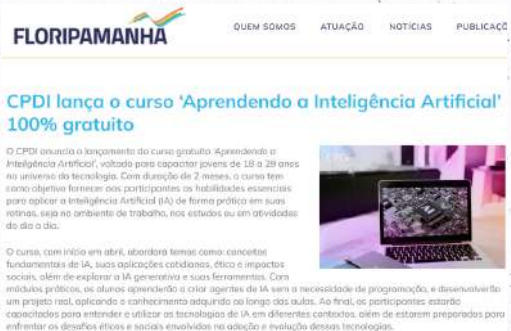 FLORIPAMANHÃ
QUEM SOMOS ATUAÇÃO NOTÍCIAS PUBLICAÇÕ
CPDI lança o curso ‘Aprendendo a Inteligência Artificial’
100% gratuito
O CPDI anuncia o lançamento do curso gratuito ‘Aprendendo a
Inteligência Artificial’, voltado para capacitar jovens de 18 a 29 anos
no universo da tecnologia. Com duração de 2 meses, o curso tem
como objetivo fornecer aos participantes as habilidades essenciais
para aplicar a Inteligência Artificial (IA) de forma prática em suas
rotinas, seja no ambiente de trabalho, nos estudos ou em atividades
do dia a dia.
O curso, com início em abril, abordará temas como: conceitos
fundamentais de IA, suas aplicações cotidianas, ética e impactos
sociais, além de explorar a IA generativa e suas ferramentas. Com
módulos práticos, os alunos aprenderão a criar agentes de IA sem a necessidade de programação, e desenvolverão
um projeto real, aplicando o conhecimento adquirido ao longo das aulas. Ao final, os participantes estarão
capacitados para entender e utilizar as tecnologias de IA em diferentes contextos, além de estarem preparados para
enfrentar os desafios éticos e sociais envolvidos na adoção e evolução dessas tecnologias.